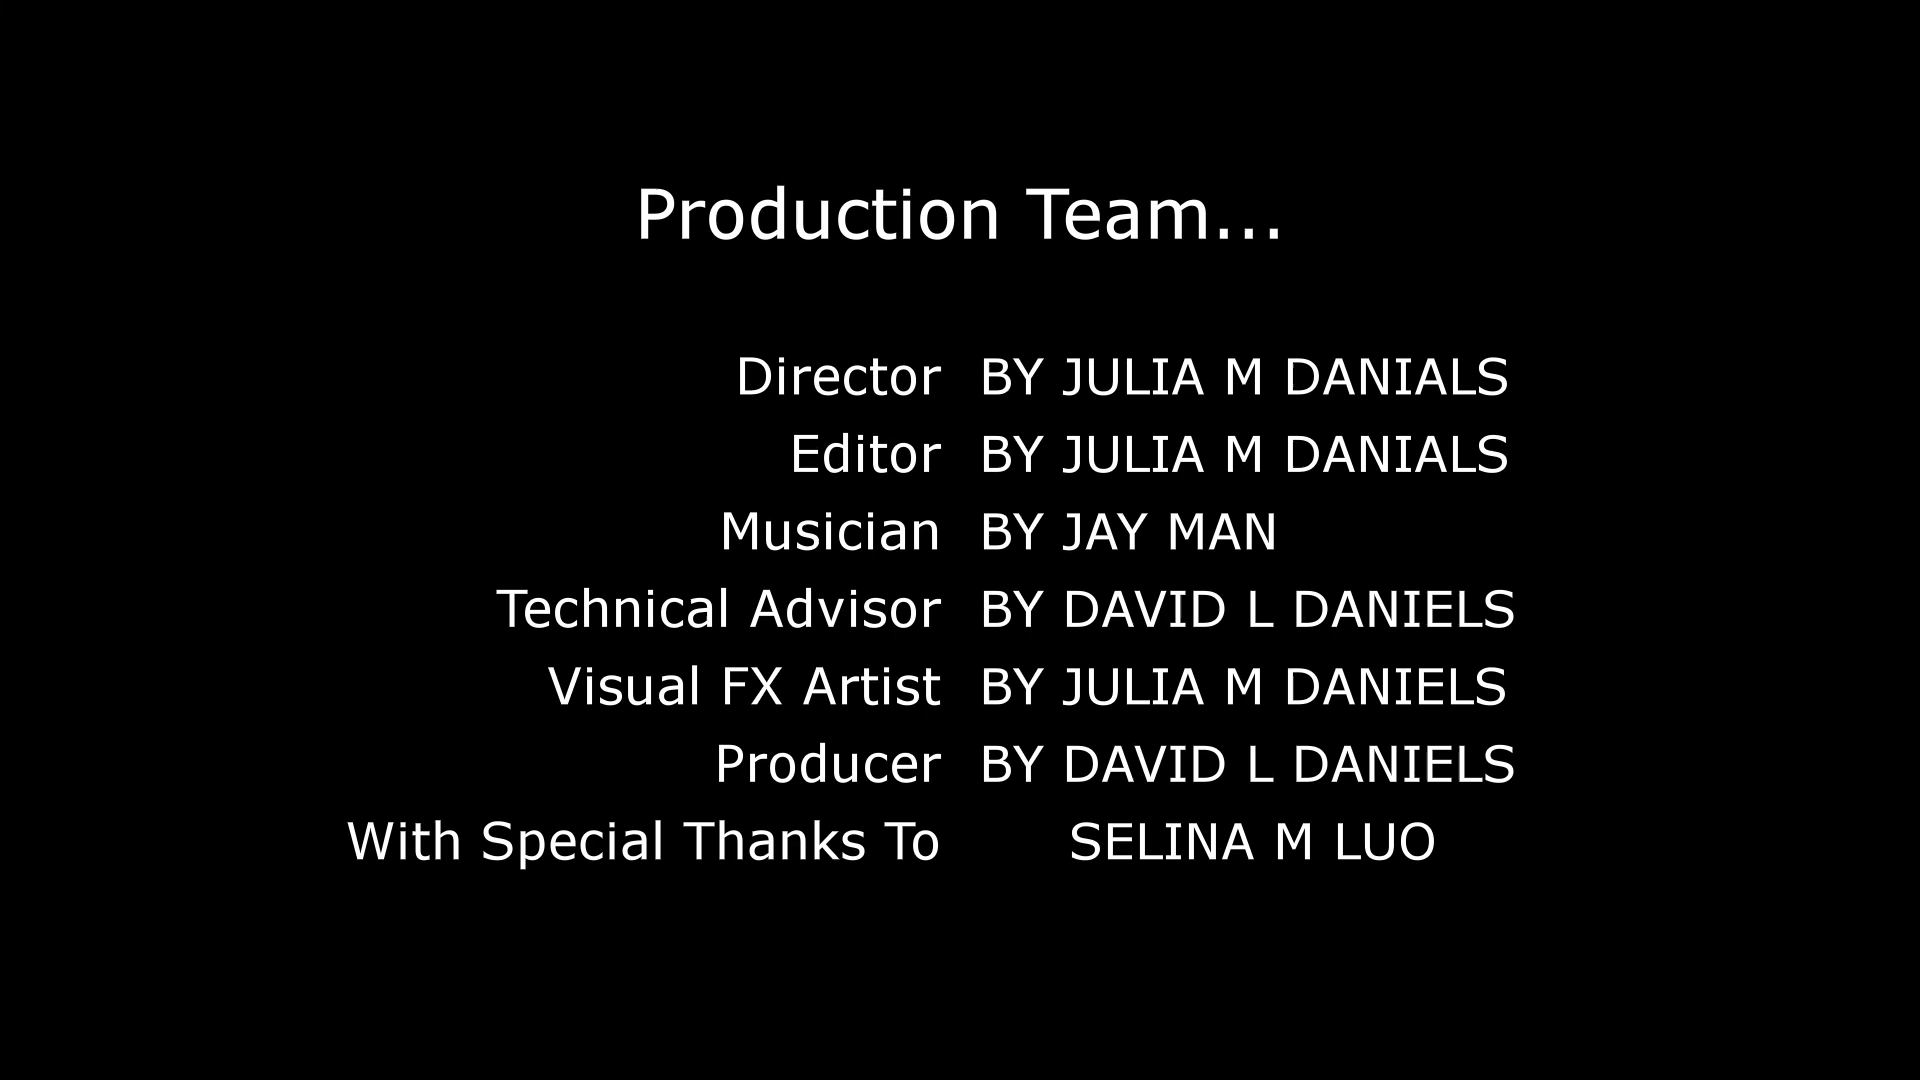 Production Team...
Director BY JULIA M DANIALS
Editor BY JULIA M DANIALS
Musician BY JAY MAN
Technical Advisor BY DAVID L DANIELS
Visual FX Artist BY JULIA M DANIELS
Producer BY DAVID L DANIELS
With Special Thanks To SELINA M LUO